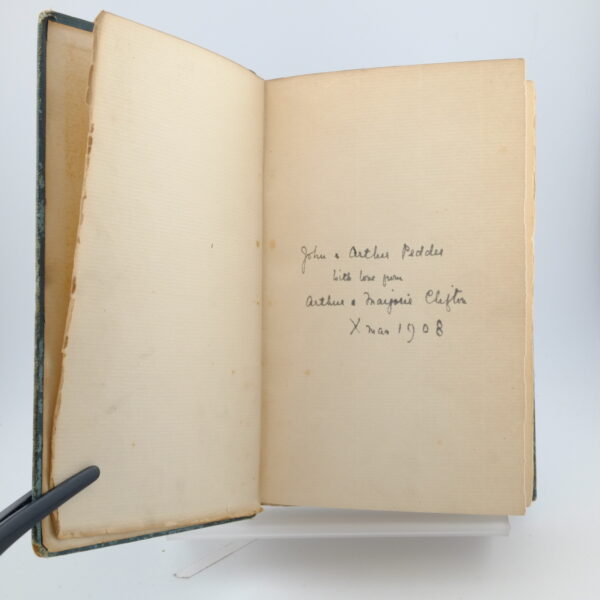 John & Arthur Peddes
With love from
Arthur & Marjorie Clifton
Xmas 1908